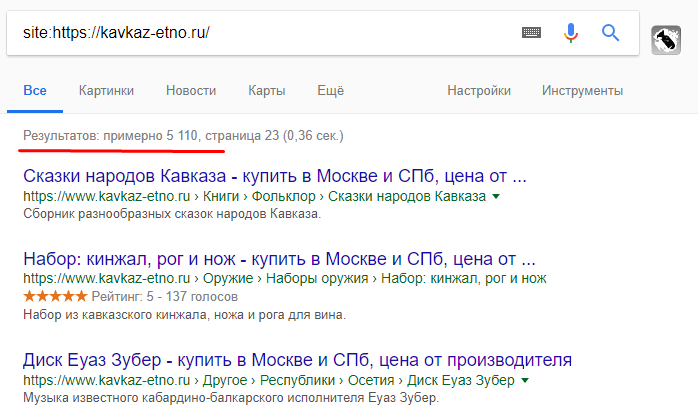 site:https://kavkaz-etno.ru/
Все Картинки Новости Карты Ещё Настройки Инструменты
Результатов: примерно 5 110, страница 23 (0,36 сек.)
Сказки народов Кавказа - купить в Москве и СПб, цена от ...
https://www.kavkaz-etno.ru › Книги › Фольклор › Сказки народов Кавказа
Сборник разнообразных сказок народов Кавказа.
Набор: кинжал, рог и нож - купить в Москве и СПб, цена от ...
https://www.kavkaz-etno.ru › Оружие › Наборы оружия › Набор: кинжал, рог и нож
Рейтинг: 5 - 137 голосов
Набор из кавказского кинжала, ножа и рога для вина.
Диск Еуаз Зубер - купить в Москве и СПб, цена от производителя
https://www.kavkaz-etno.ru › Другое › Республики › Осетия › Диск Еуаз Зубер
Музыка известного кабардино-балкарского исполнителя Еуаз Зубер.